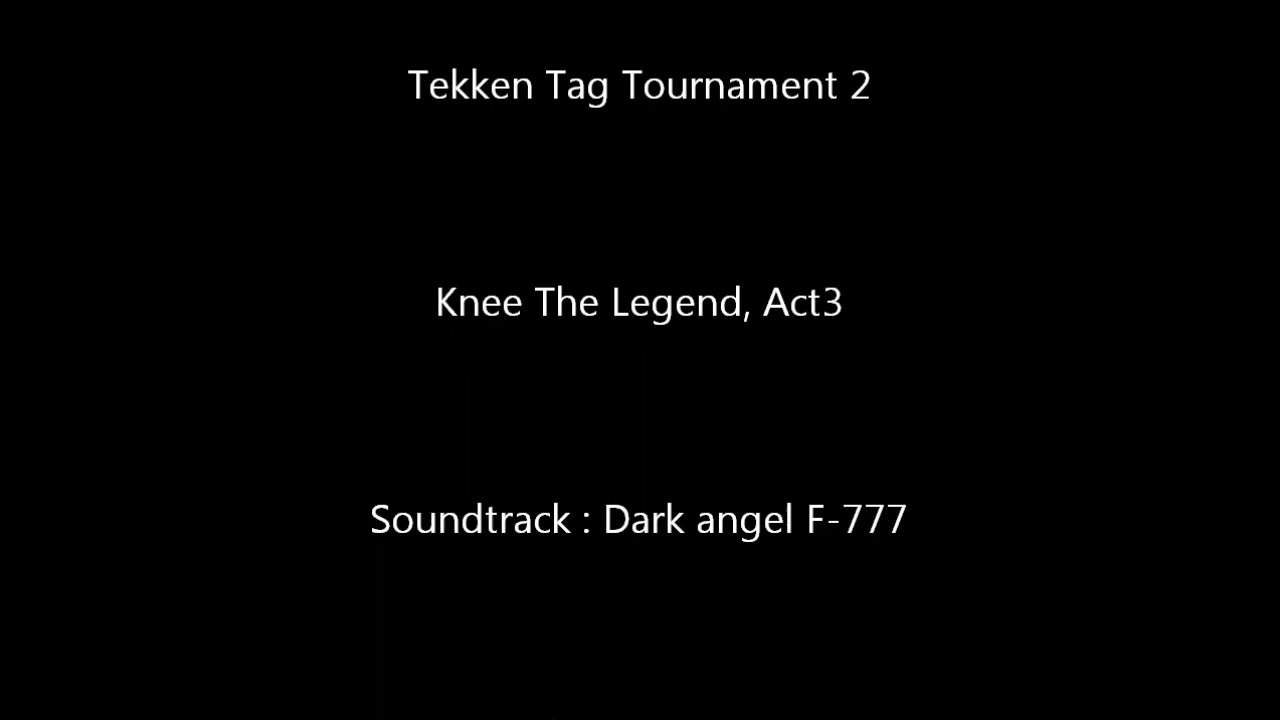 Tekken Tag Tournament 2
Knee The Legend, Act3
Soundtrack : Dark angel F-777